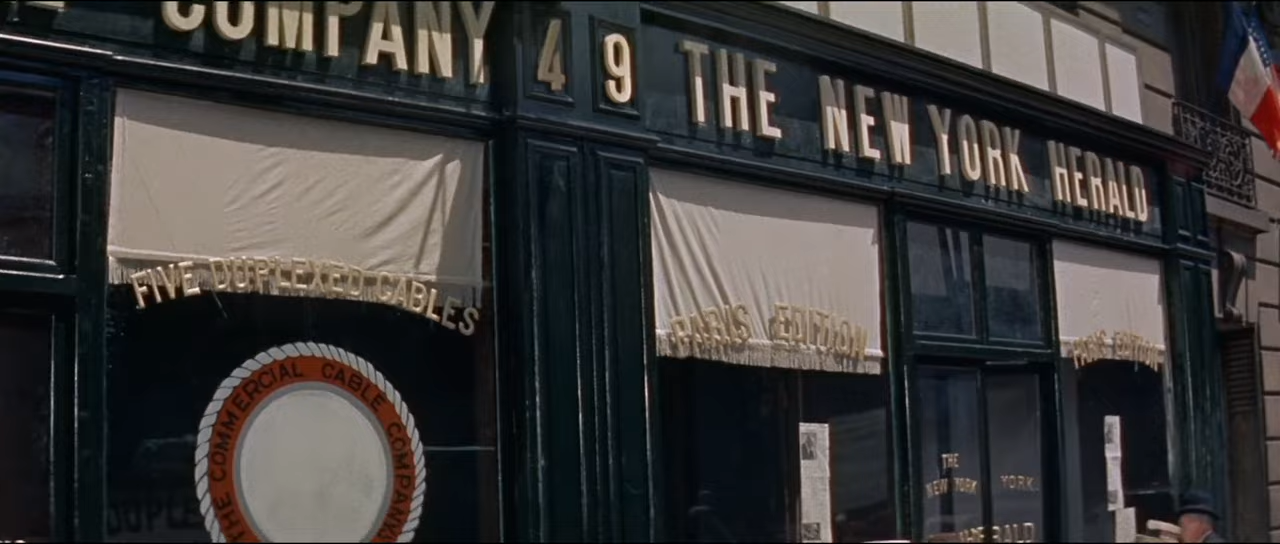 COMPANY
49
THE NEW YORK HERALD
FIVE DUPLEXED CABLES
PARIS EDITION
PARIS EDITION
THE COMMERCIAL CABLE COMPANY
THE
NEW YORK
YORK.
HERALD